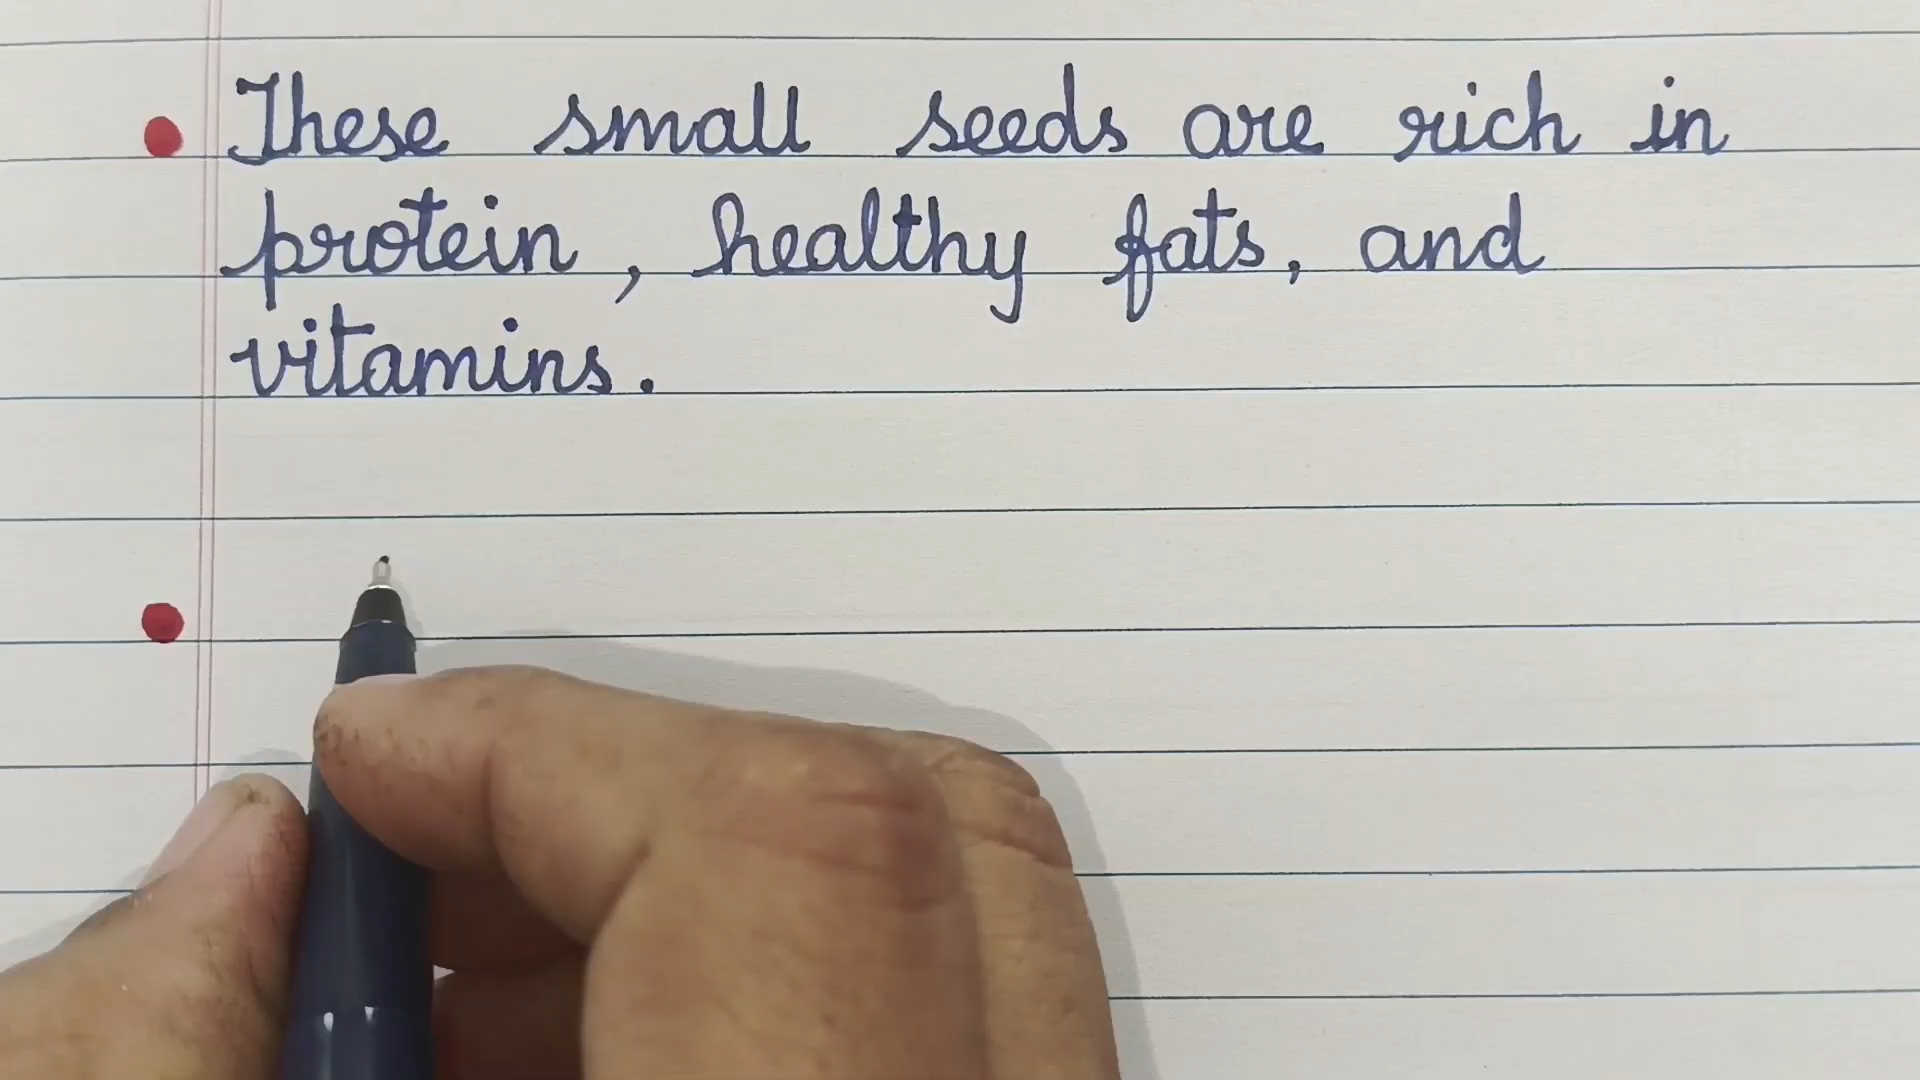 These small seeds are rich in
protein, healthy fats, and
vitamins.